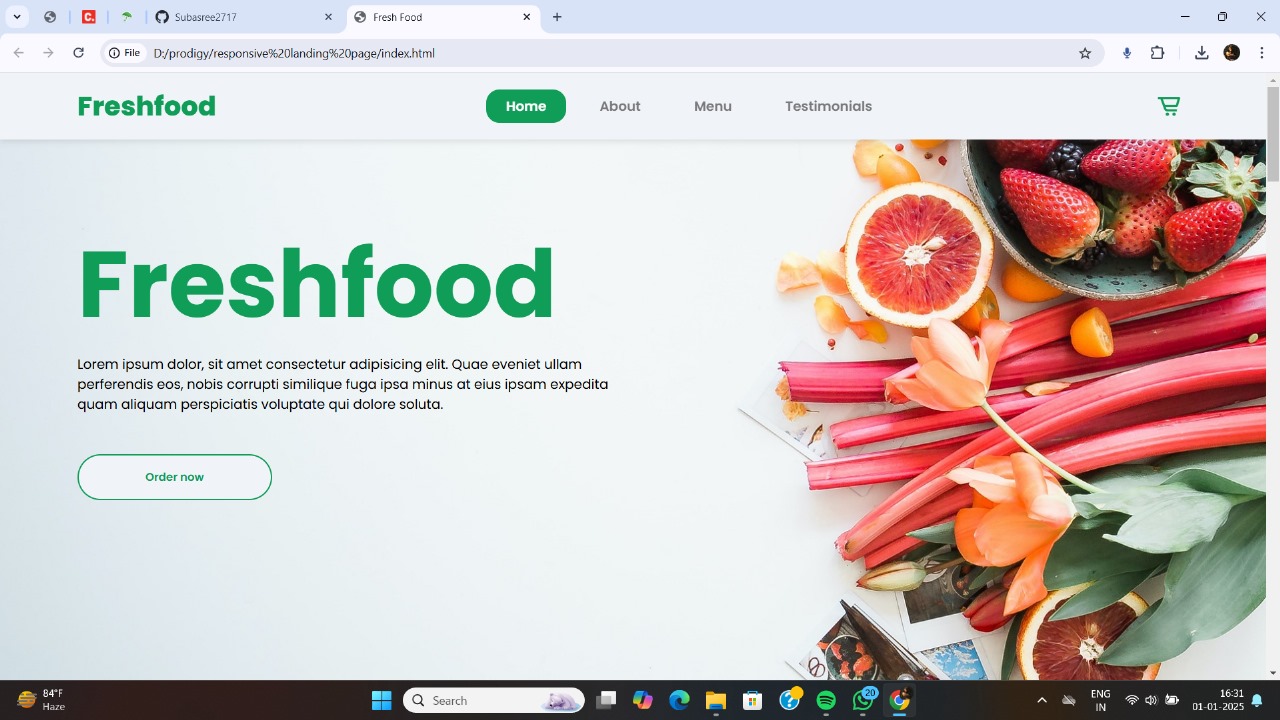 Subasree2717
Fresh Food
File
D:/prodigy/responsive%20landing%20page/index.html
Freshfood
Home
About
Menu
Testimonials
Freshfood
Lorem ipsum dolor, sit amet consectetur adipisicing elit. Quae eveniet ullam
perferendis eos, nobis corrupti similique fuga ipsa minus at eius ipsam expedita
quam aliquam perspiciatis voluptate qui dolore soluta.
Order now
84°F
Haze
Search
20
ENG
IN
16:31
01-01-2025